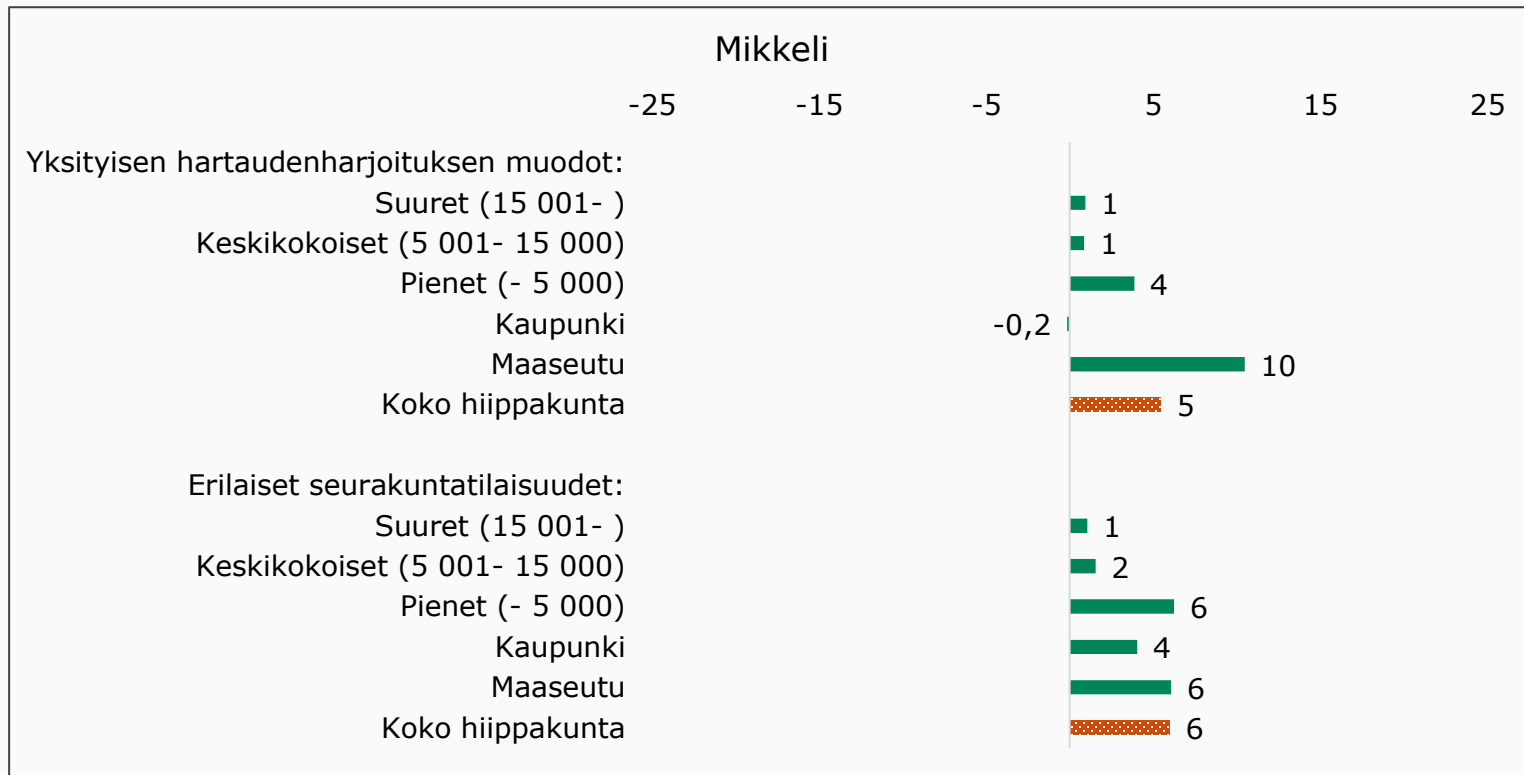 Mikkeli
-25 -15 -5 5 15 25
Yksityisen hartaudenharjoituksen muodot:
Suuret (15 001- ) 1
Keskikokoiset (5 001- 15 000) 1
Pienet (- 5 000) 4
Kaupunki -0,2
Maaseutu 10
Koko hiippakunta 5
Erilaiset seurakuntatilaisuudet:
Suuret (15 001- ) 1
Keskikokoiset (5 001- 15 000) 2
Pienet (- 5 000) 6
Kaupunki 4
Maaseutu 6
Koko hiippakunta 6